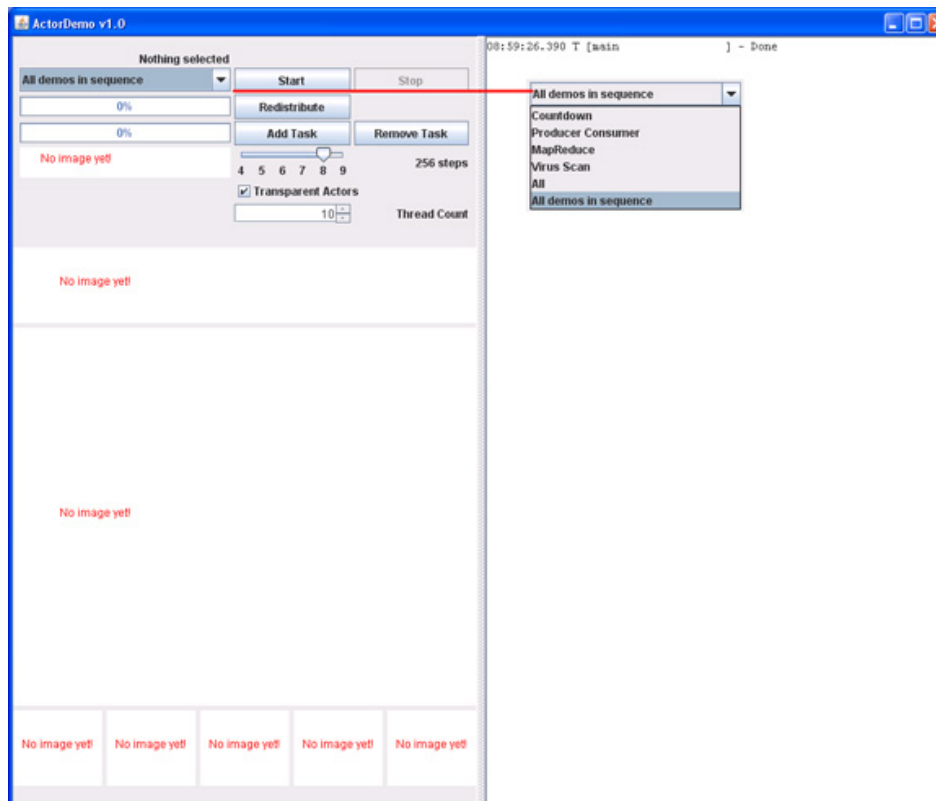 ActorDemo v1.0
Nothing selected
All demos in sequence
Start
Stop
0%
Redistribute
0%
Add Task
Remove Task
No image yet!
4 5 6 7 8 9
256 steps
Transparent Actors
10
Thread Count
No image yet!
No image yet!
No image yet! No image yet! No image yet! No image yet! No image yet!
08:59:26.390 T [main ] - Done
All demos in sequence
Countdown
Producer Consumer
MapReduce
Virus Scan
All
All demos in sequence